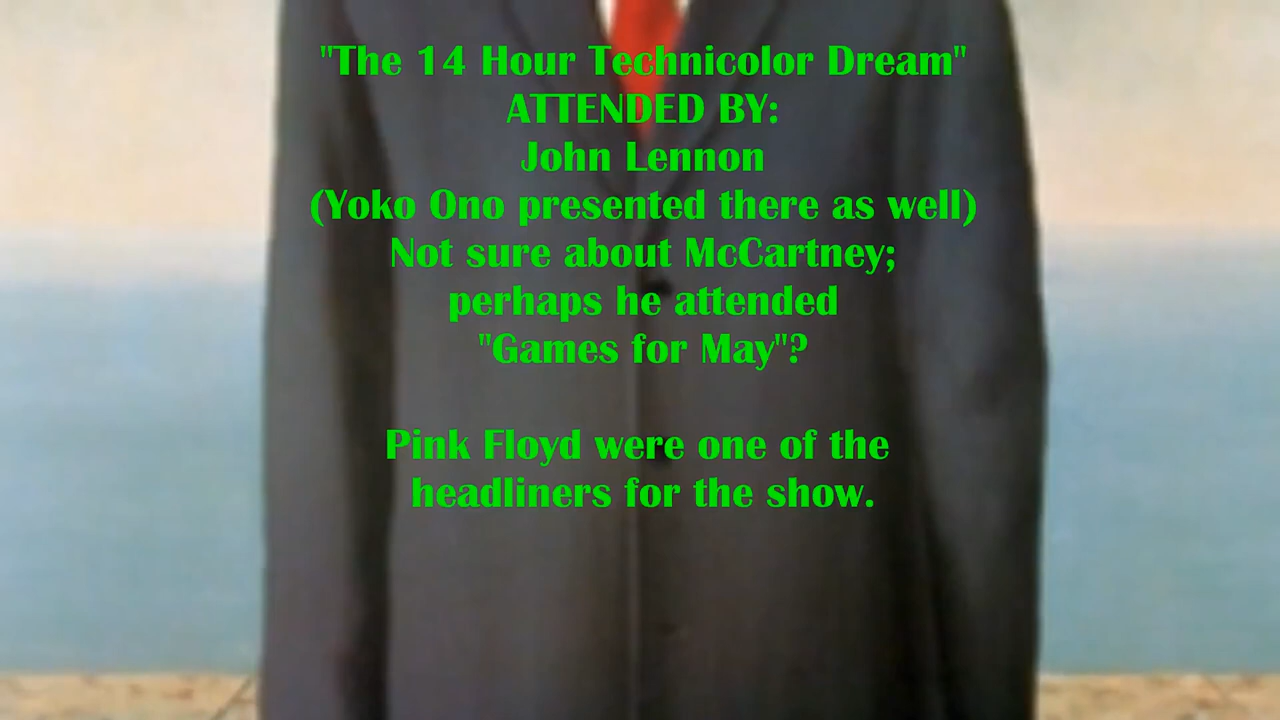 "The 14 Hour Technicolor Dream"
ATTENDED BY:
John Lennon
(Yoko Ono presented there as well)
Not sure about McCartney;
perhaps he attended
"Games for May"?
Pink Floyd were one of the
headliners for the show.